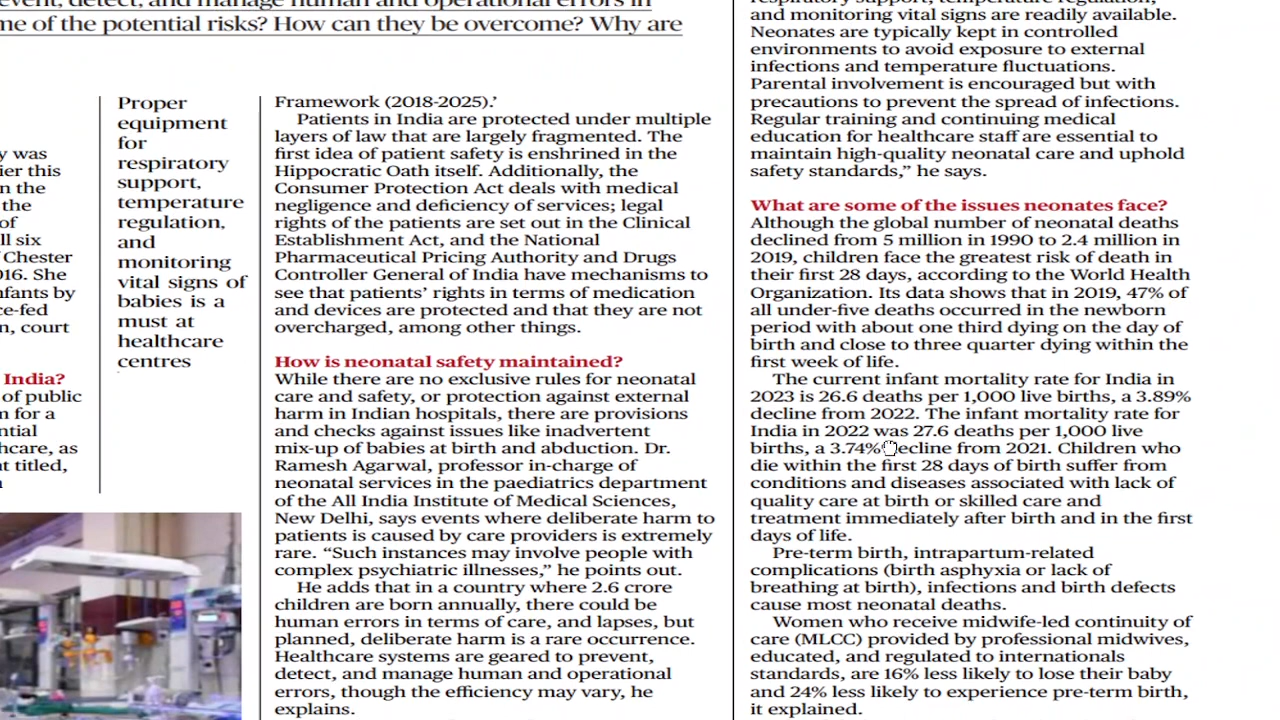 event, detect, and manage human and operational errors in
me of the potential risks? How can they be overcome? Why are
y was
ier this
n the
the
of
ll six
Chester
016. She
nfants by
ce-fed
n, court
India?
of public
n for a
ntial
hcare, as
t titled,
Proper
equipment
for
respiratory
support,
temperature
regulation,
and
monitoring
vital signs of
babies is a
must at
healthcare
centres
Framework (2018-2025).’
Patients in India are protected under multiple
layers of law that are largely fragmented. The
first idea of patient safety is enshrined in the
Hippocratic Oath itself. Additionally, the
Consumer Protection Act deals with medical
negligence and deficiency of services; legal
rights of the patients are set out in the Clinical
Establishment Act, and the National
Pharmaceutical Pricing Authority and Drugs
Controller General of India have mechanisms to
see that patients’ rights in terms of medication
and devices are protected and that they are not
overcharged, among other things.
How is neonatal safety maintained?
While there are no exclusive rules for neonatal
care and safety, or protection against external
harm in Indian hospitals, there are provisions
and checks against issues like inadvertent
mix-up of babies at birth and abduction. Dr.
Ramesh Agarwal, professor in-charge of
neonatal services in the paediatrics department
of the All India Institute of Medical Sciences,
New Delhi, says events where deliberate harm to
patients is caused by care providers is extremely
rare. “Such instances may involve people with
complex psychiatric illnesses,” he points out.
He adds that in a country where 2.6 crore
children are born annually, there could be
human errors in terms of care, and lapses, but
planned, deliberate harm is a rare occurrence.
Healthcare systems are geared to prevent,
detect, and manage human and operational
errors, though the efficiency may vary, he
explains.
respiratory support, temperature regulation,
and monitoring vital signs are readily available.
Neonates are typically kept in controlled
environments to avoid exposure to external
infections and temperature fluctuations.
Parental involvement is encouraged but with
precautions to prevent the spread of infections.
Regular training and continuing medical
education for healthcare staff are essential to
maintain high-quality neonatal care and uphold
safety standards,” he says.
What are some of the issues neonates face?
Although the global number of neonatal deaths
declined from 5 million in 1990 to 2.4 million in
2019, children face the greatest risk of death in
their first 28 days, according to the World Health
Organization. Its data shows that in 2019, 47% of
all under-five deaths occurred in the newborn
period with about one third dying on the day of
birth and close to three quarter dying within the
first week of life.
The current infant mortality rate for India in
2023 is 26.6 deaths per 1,000 live births, a 3.89%
decline from 2022. The infant mortality rate for
India in 2022 was 27.6 deaths per 1,000 live
births, a 3.74% decline from 2021. Children who
die within the first 28 days of birth suffer from
conditions and diseases associated with lack of
quality care at birth or skilled care and
treatment immediately after birth and in the first
days of life.
Pre-term birth, intrapartum-related
complications (birth asphyxia or lack of
breathing at birth), infections and birth defects
cause most neonatal deaths.
Women who receive midwife-led continuity of
care (MLCC) provided by professional midwives,
educated, and regulated to internationals
standards, are 16% less likely to lose their baby
and 24% less likely to experience pre-term birth,
it explained.